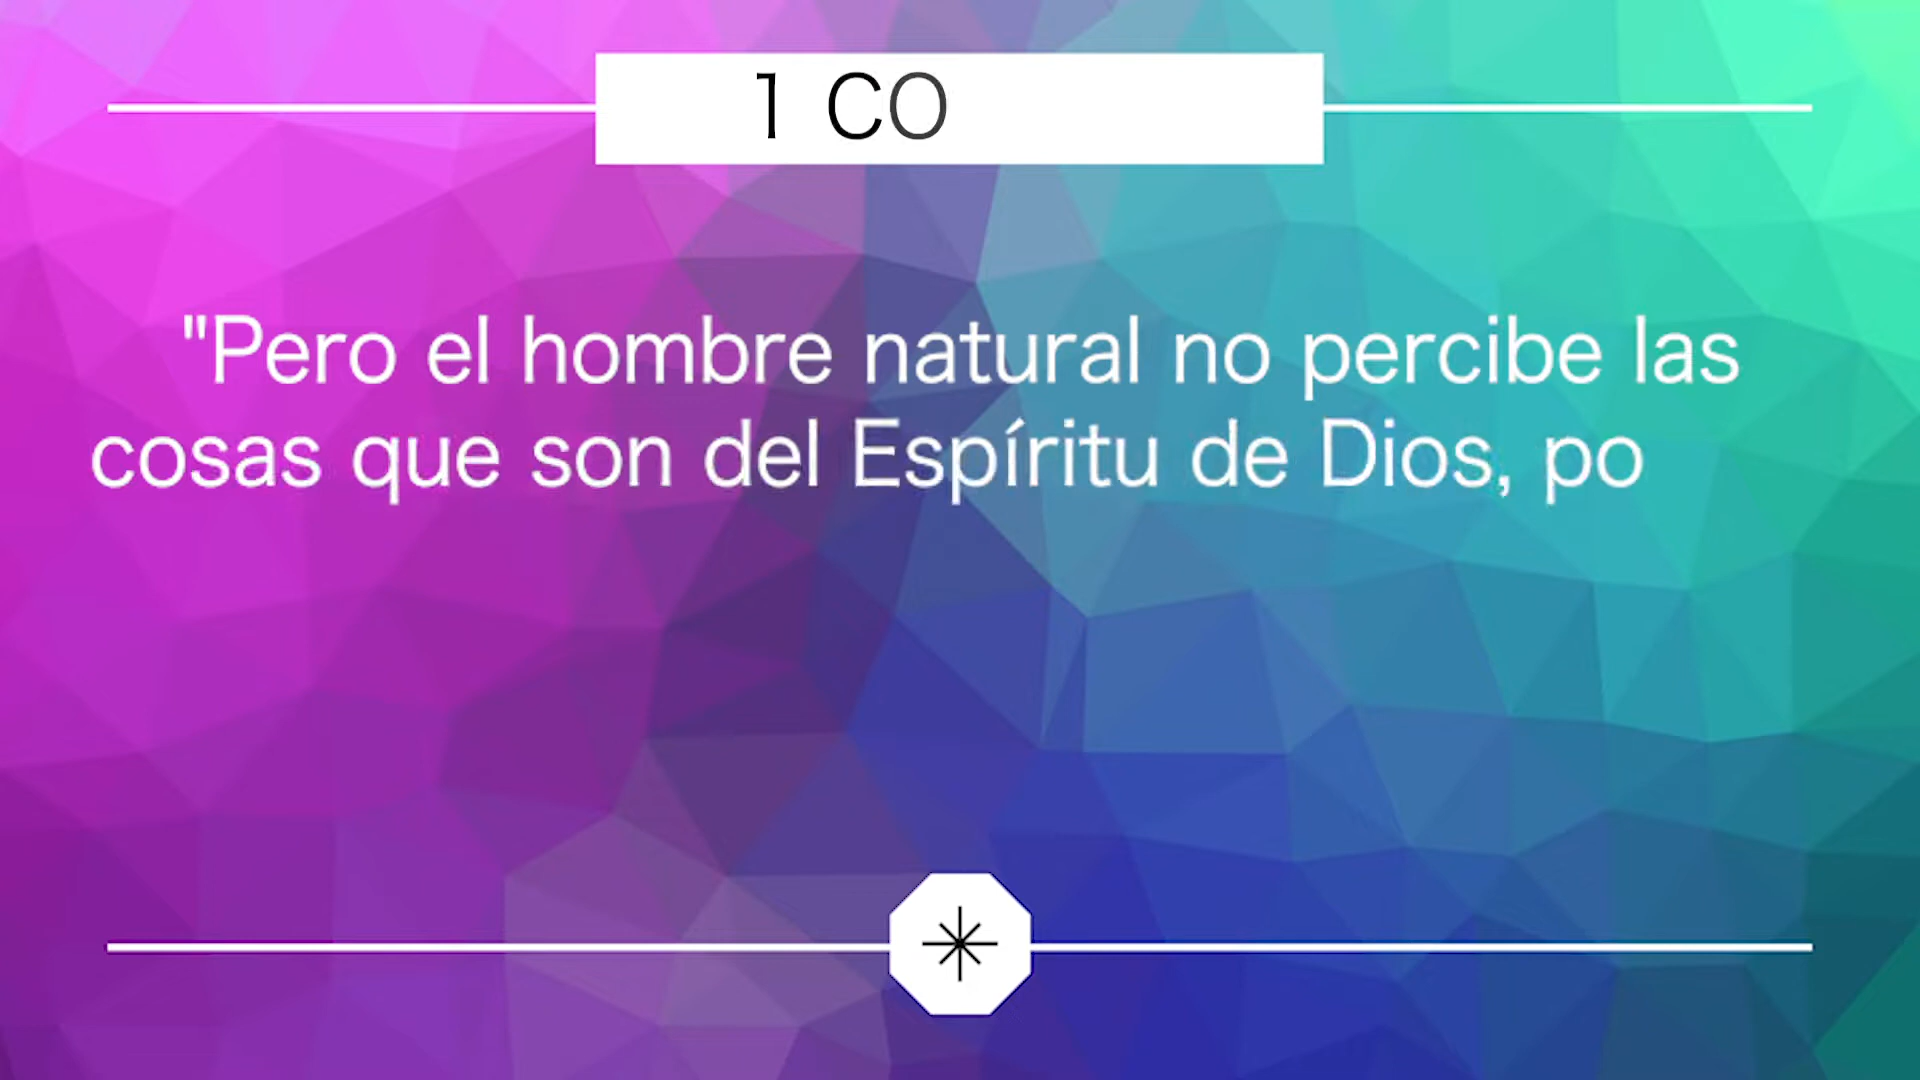 1 CO
"Pero el hombre natural no percibe las
cosas que son del Espíritu de Dios, po